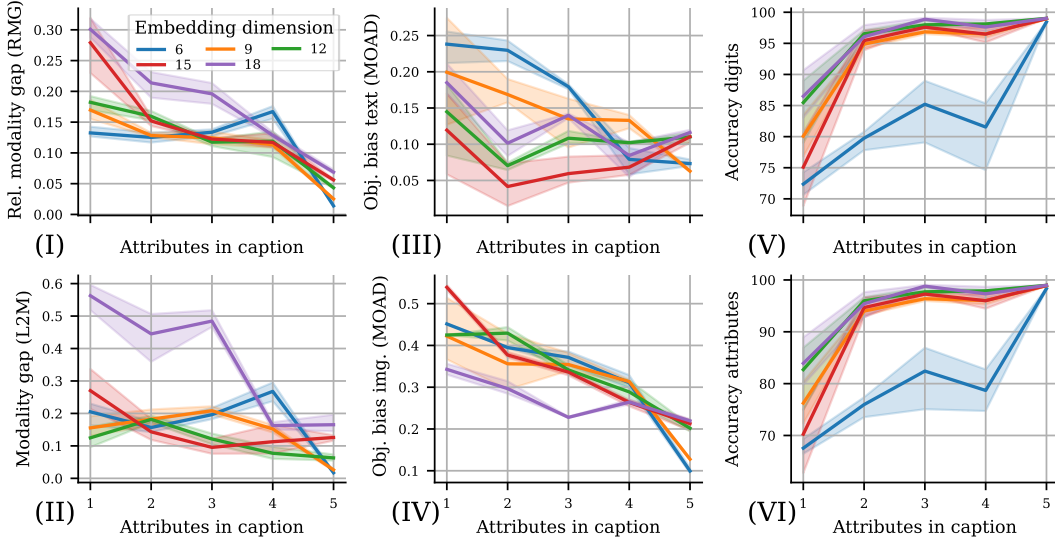 Rel. modality gap (RMG)
0.30
0.25
0.20
0.15
0.10
0.05
0.00
Embedding dimension
6 9 12
15 18
(I) Attributes in caption
Obj. bias text (MOAD)
0.25
0.20
0.15
0.10
0.05
(III) Attributes in caption
Accuracy digits
100
95
90
85
80
75
70
(V) Attributes in caption
Modality gap (L2M)
0.6
0.5
0.4
0.3
0.2
0.1
0.0
1 2 3 4 5
(II) Attributes in caption
Obj. bias img. (MOAD)
0.5
0.4
0.3
0.2
0.1
1 2 3 4 5
(IV) Attributes in caption
Accuracy attributes
100
90
80
70
1 2 3 4 5
(VI) Attributes in caption